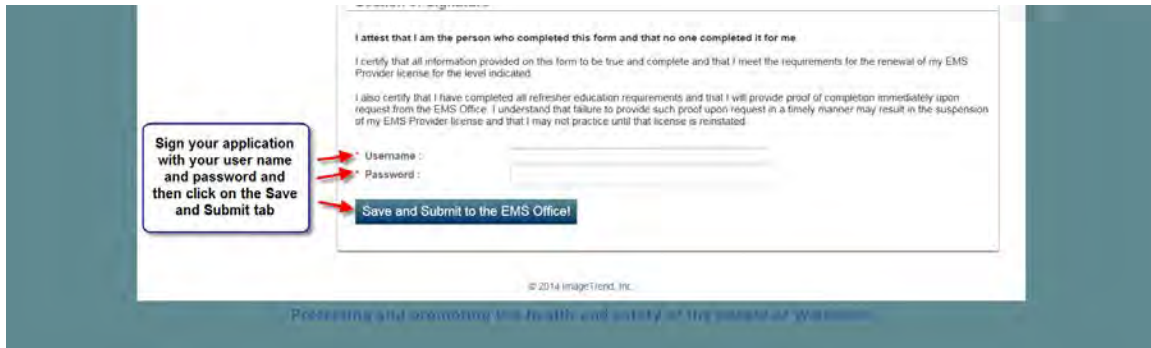 I attest that I am the person who completed this form and that no one completed it for me
I certify that all information provided on this form to be true and complete and that I meet the requirements for the renewal of my EMS
Provider license for the level indicated
I also certify that I have completed all refresher education requirements and that I will provide proof of completion immediately upon
request from the EMS Office. I understand that failure to provide such proof upon request in a timely manner may result in the suspension
of my EMS Provider license and that I may not practice until that license is reinstated
Sign your application
with your user name
and password and
then click on the Save
and Submit tab
* Username :
* Password :
Save and Submit to the EMS Office!
© 2014 ImageTrend, Inc.
Protecting and promoting the health and safety of the people of Wisconsin